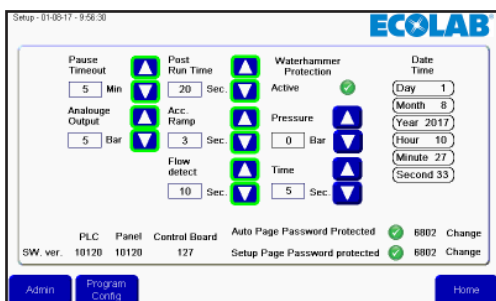 Setup - 01-08-17 - 9:56:30
ECOLAB
Pause Timeout
5 Min
Post Run Time
20 Sec.
Waterhammer Protection
Active
Date Time
Day 1
Month 8
Year 2017
Hour 10
Minute 27
Second 33
Analouge Output
5 Bar
Acc. Ramp
3 Sec.
Pressure
0 Bar
Flow detect
10 Sec.
Time
5 Sec.
PLC Panel Control Board
SW. ver. 10120 10120 127
Auto Page Password Protected 6802 Change
Setup Page Password protected 6802 Change
Admin
Program Config
Home